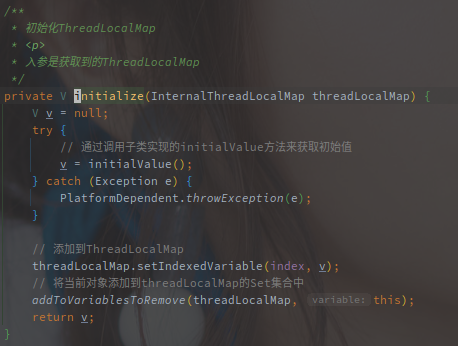 /**
 * 初始化ThreadLocalMap
 * <p>
 * 入参是获取到的ThreadLocalMap
 */
private V initialize(InternalThreadLocalMap threadLocalMap) {
    V v = null;
    try {
        // 通过调用子类实现的initialValue方法来获取初始值
        v = initialValue();
    } catch (Exception e) {
        PlatformDependent.throwException(e);
    }

    // 添加到ThreadLocalMap
    threadLocalMap.setIndexedVariable(index, v);
    // 将当前对象添加到threadLocalMap的Set集合中
    addToVariablesToRemove(threadLocalMap, variable: this);
    return v;
}